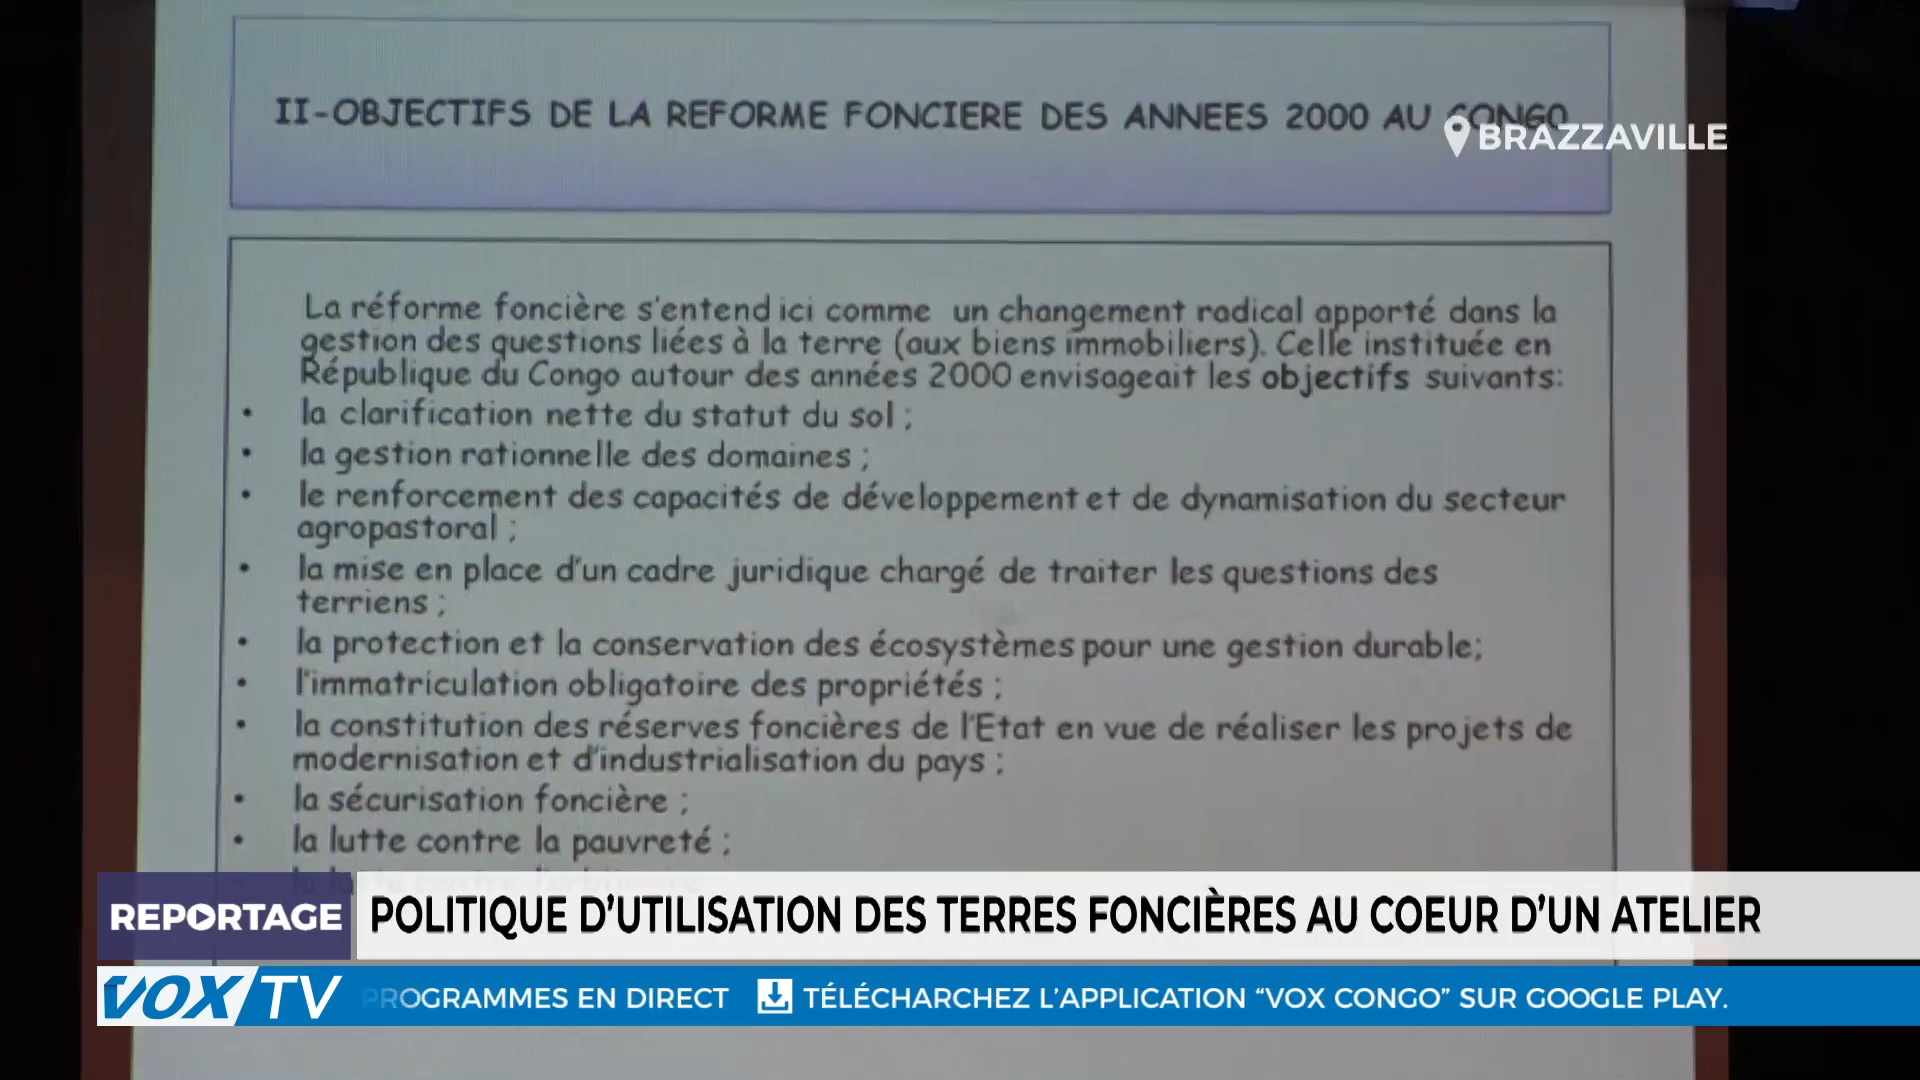 II-OBJECTIFS DE LA REFORME FONCIERE DES ANNEES 2000 AU CONGO
BRAZZAVILLE
La réforme foncière s'entend ici comme un changement radical apporté dans la
gestion des questions liées à la terre (aux biens immobiliers). Celle instituée en
République du Congo autour des années 2000 envisageait les objectifs suivants:
• la clarification nette du statut du sol ;
• la gestion rationnelle des domaines ;
• le renforcement des capacités de développement et de dynamisation du secteur
agropastoral ;
• la mise en place d'un cadre juridique chargé de traiter les questions des
terriens ;
• la protection et la conservation des écosystèmes pour une gestion durable;
• l'immatriculation obligatoire des propriétés ;
• la constitution des réserves foncières de l'Etat en vue de réaliser les projets de
modernisation et d'industrialisation du pays ;
• la sécurisation foncière ;
• la lutte contre la pauvreté ;
REPORTAGE
POLITIQUE D'UTILISATION DES TERRES FONCIÈRES AU COEUR D'UN ATELIER
VOX TV
PROGRAMMES EN DIRECT TÉLÉCHARCHEZ L'APPLICATION “VOX CONGO” SUR GOOGLE PLAY.